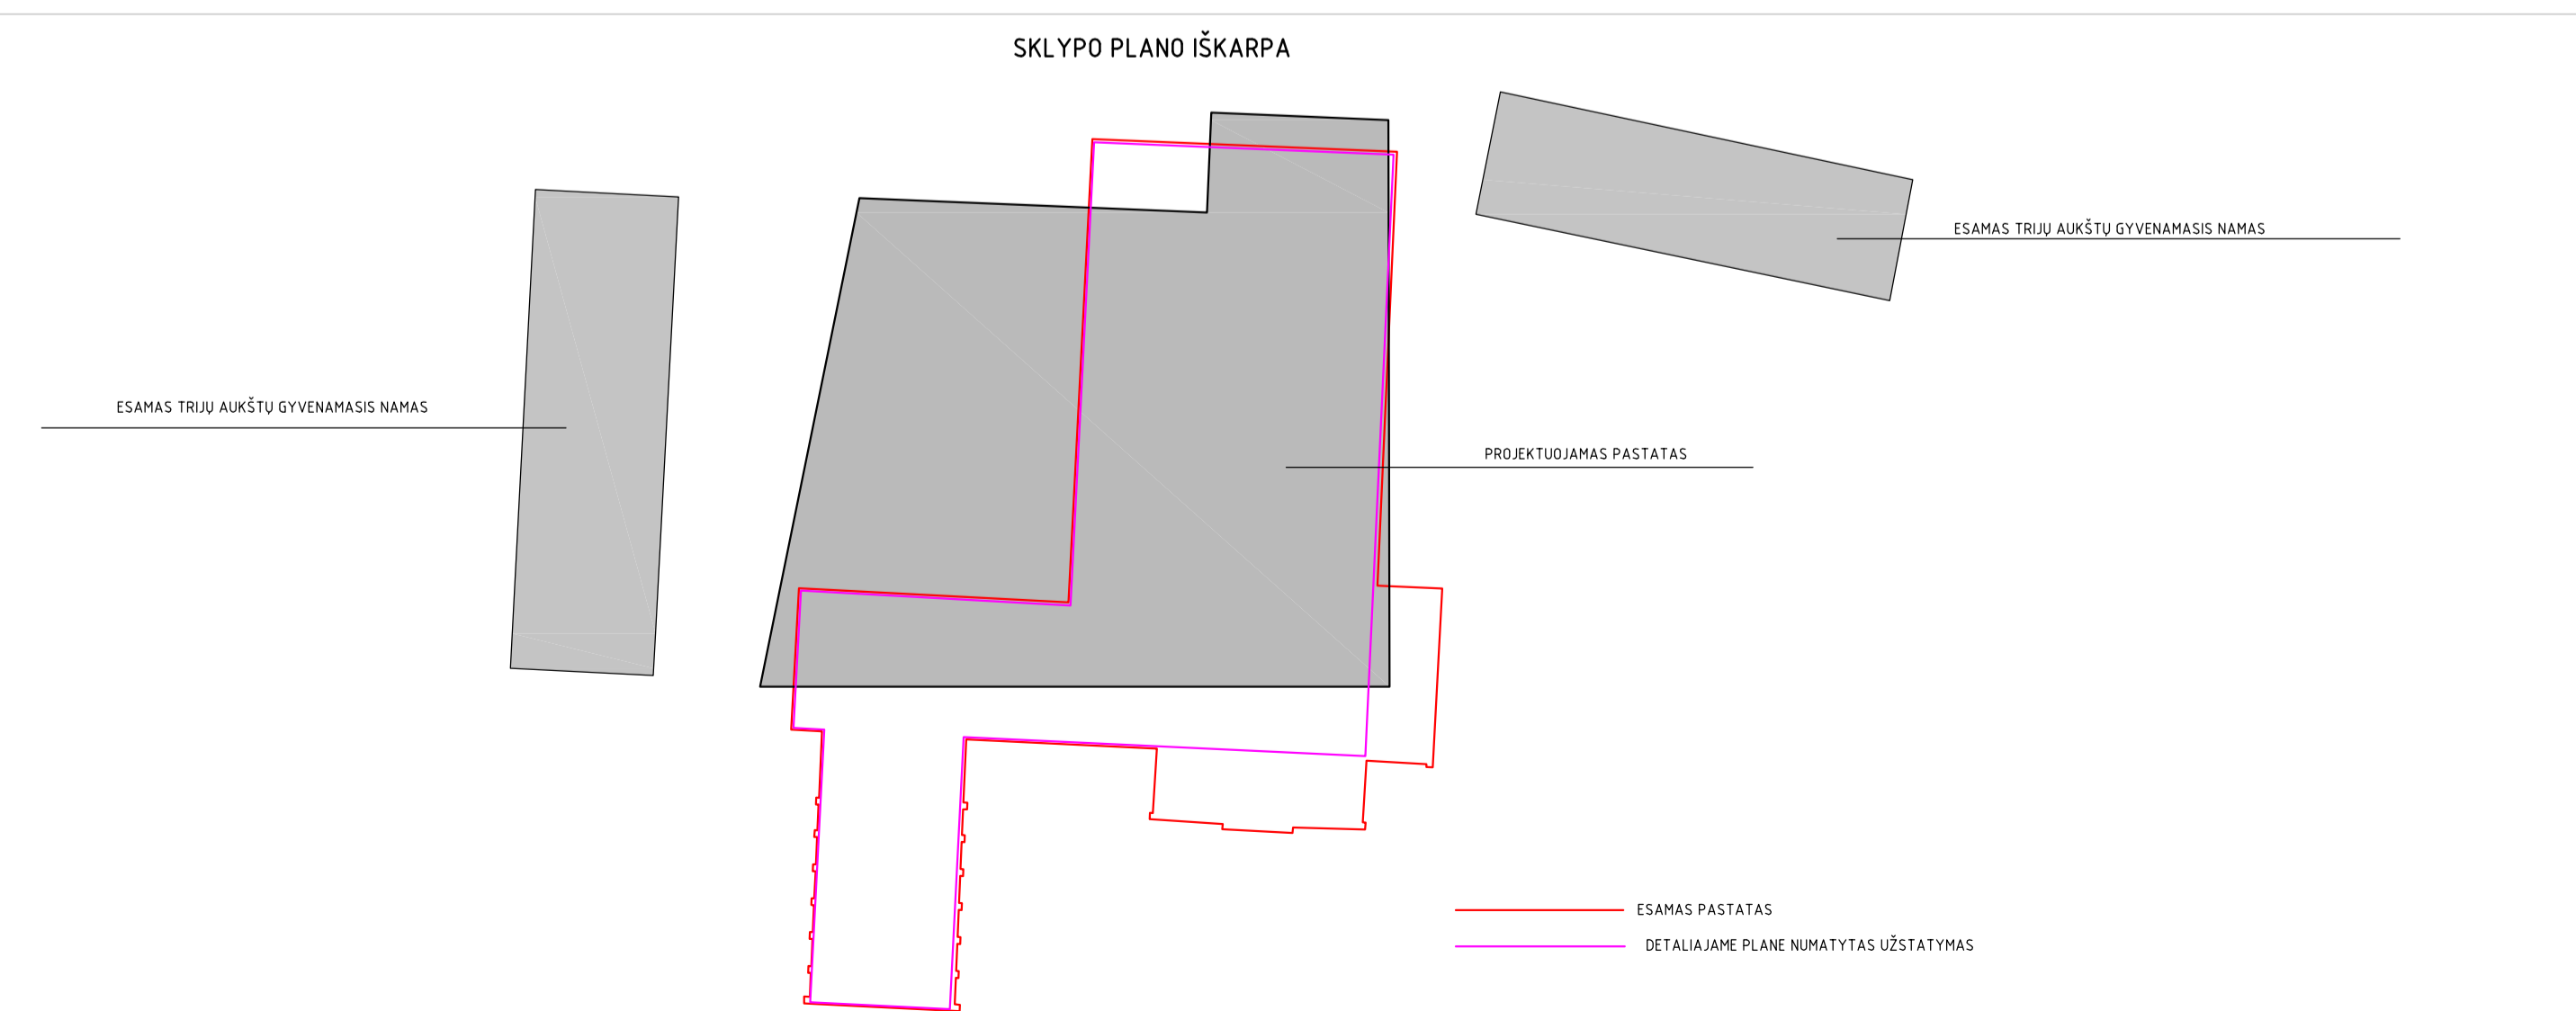 SKLYPO PLANO IŠKARPA
ESAMAS TRIJŲ AUKŠTŲ GYVENAMASIS NAMAS
ESAMAS TRIJŲ AUKŠTŲ GYVENAMASIS NAMAS
PROJEKTUOJAMAS PASTATAS
ESAMAS PASTATAS
DETALIAJAME PLANE NUMATYTAS UŽSTATYMAS